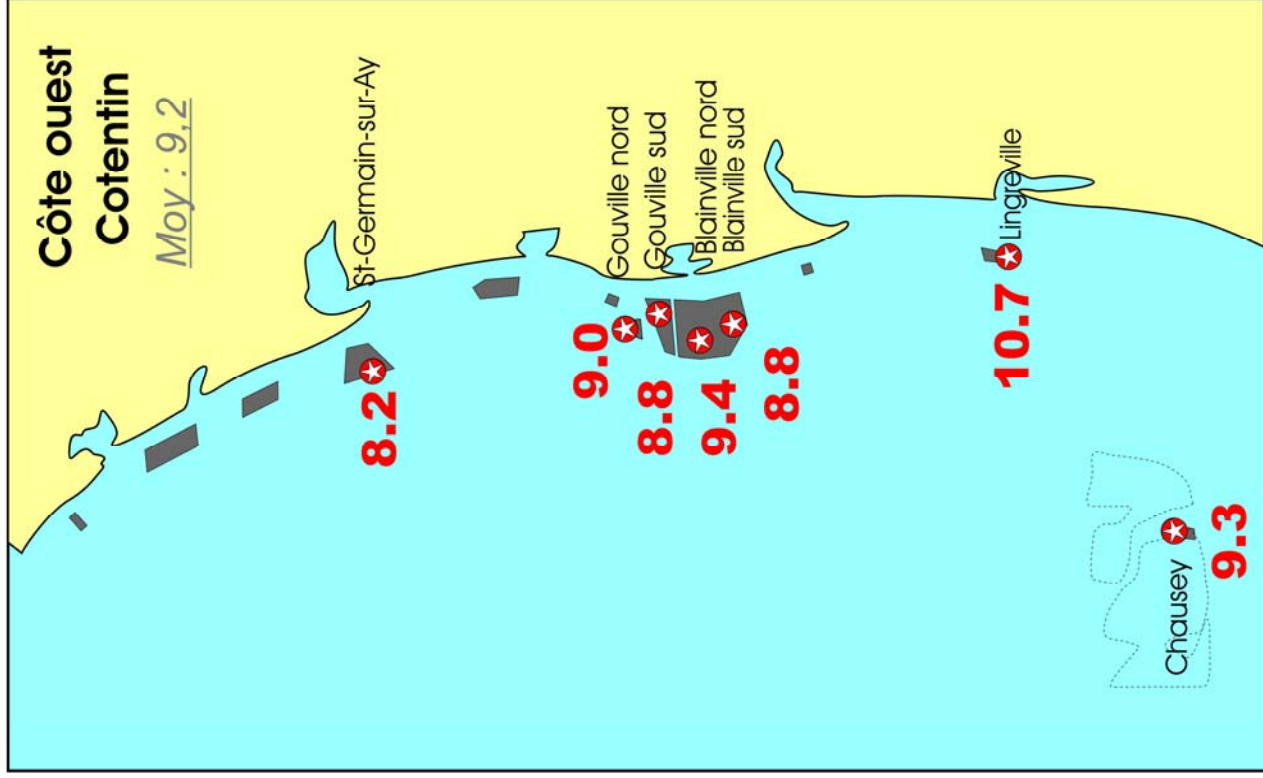 Côte ouest
Cotentin
Moy : 9,2
St-Germain-sur-Ay
8.2
Gouville nord
9.0
Gouville sud
8.8
Blainville nord
9.4
Blainville sud
8.8
Lingreville
10.7
Chausey
9.3